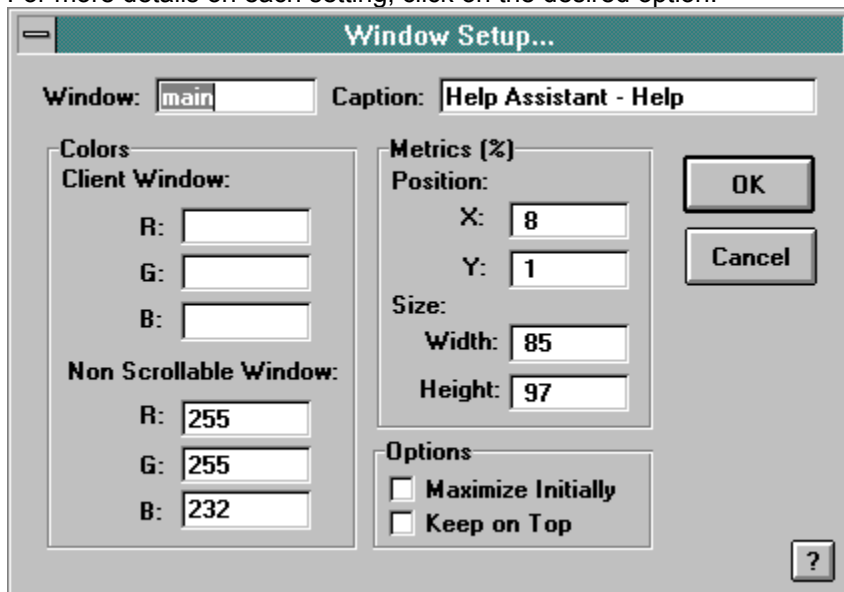 For more details on each setting, click on the desired option.
Window Setup...
Window: main Caption: Help Assistant - Help
Colors
Client Window:
R:
G:
B:
Non Scrollable Window:
R: 255
G: 255
B: 232
Metrics (%)
Position:
X: 8
Y: 1
Size:
Width: 85
Height: 97
Options
Maximize Initially
Keep on Top
OK
Cancel
?